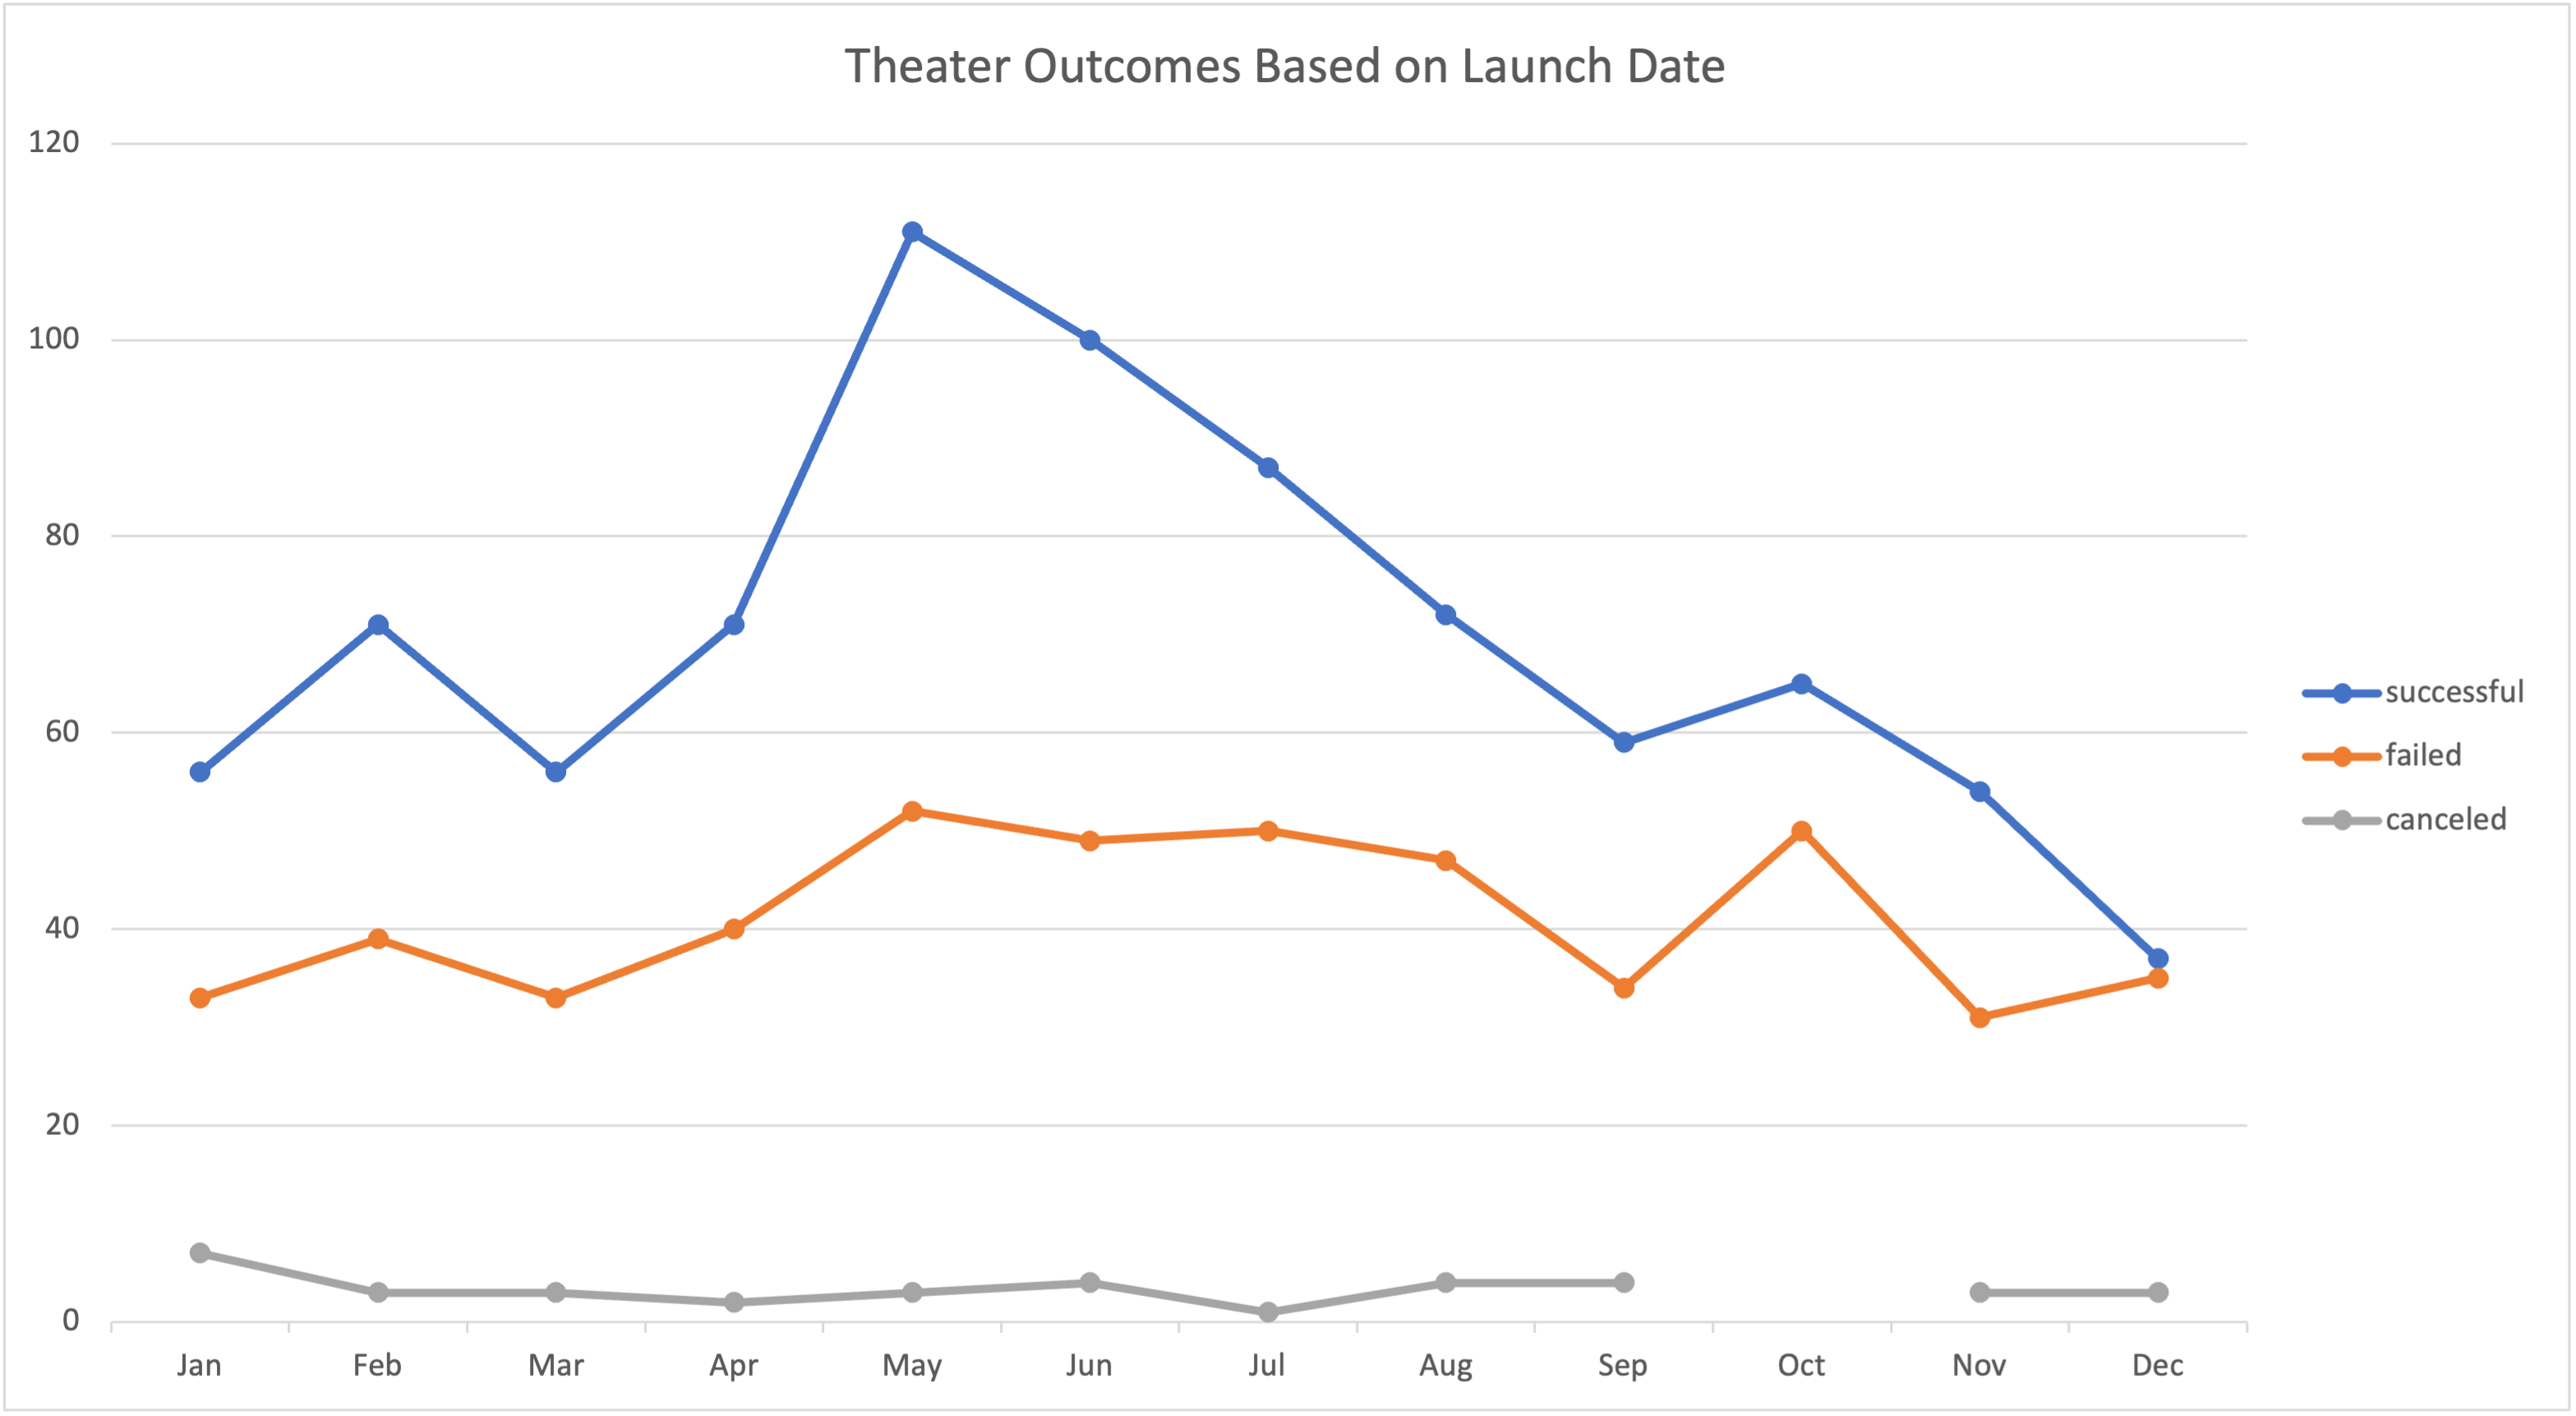 Theater Outcomes Based on Launch Date
120
100
80
60
40
20
0
Jan Feb Mar Apr May Jun Jul Aug Sep Oct Nov Dec
successful
failed
canceled